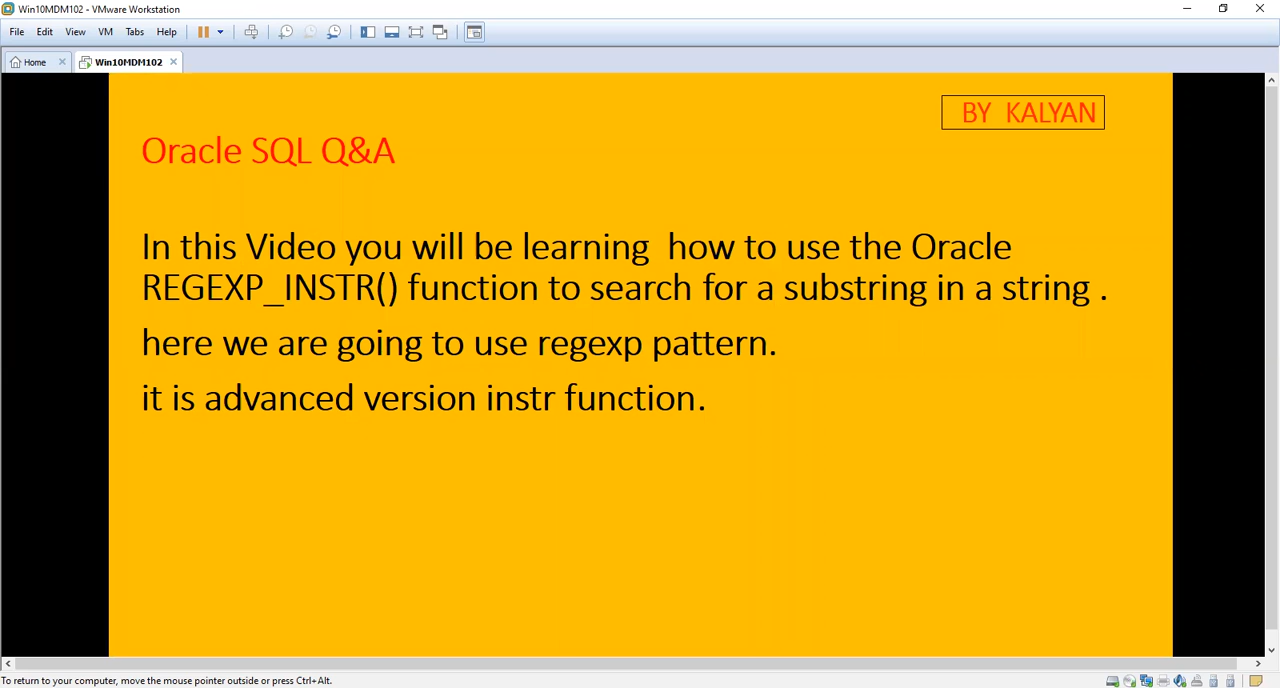 Win10MDM102 - VMware Workstation
File Edit View VM Tabs Help
Home Win10MDM102
BY KALYAN
Oracle SQL Q&A
In this Video you will be learning how to use the Oracle
REGEXP_INSTR() function to search for a substring in a string .
here we are going to use regexp pattern.
it is advanced version instr function.
To return to your computer, move the mouse pointer outside or press Ctrl+Alt.